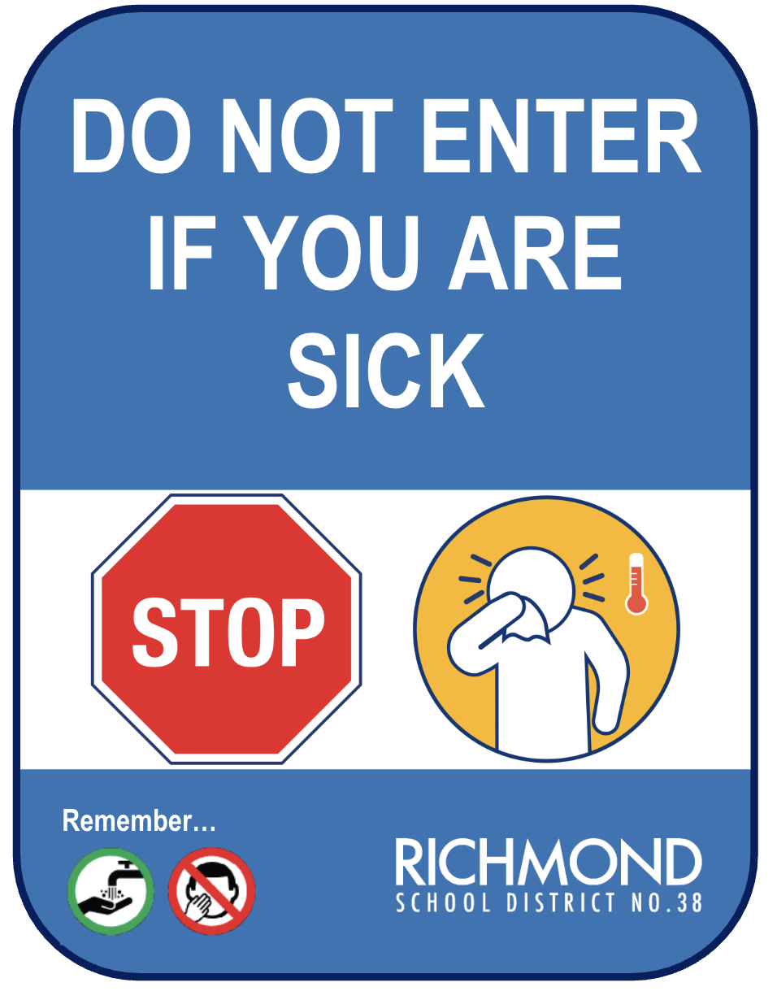 DO NOT ENTER
IF YOU ARE
SICK
STOP
Remember...
RICHMOND
SCHOOL DISTRICT NO.38